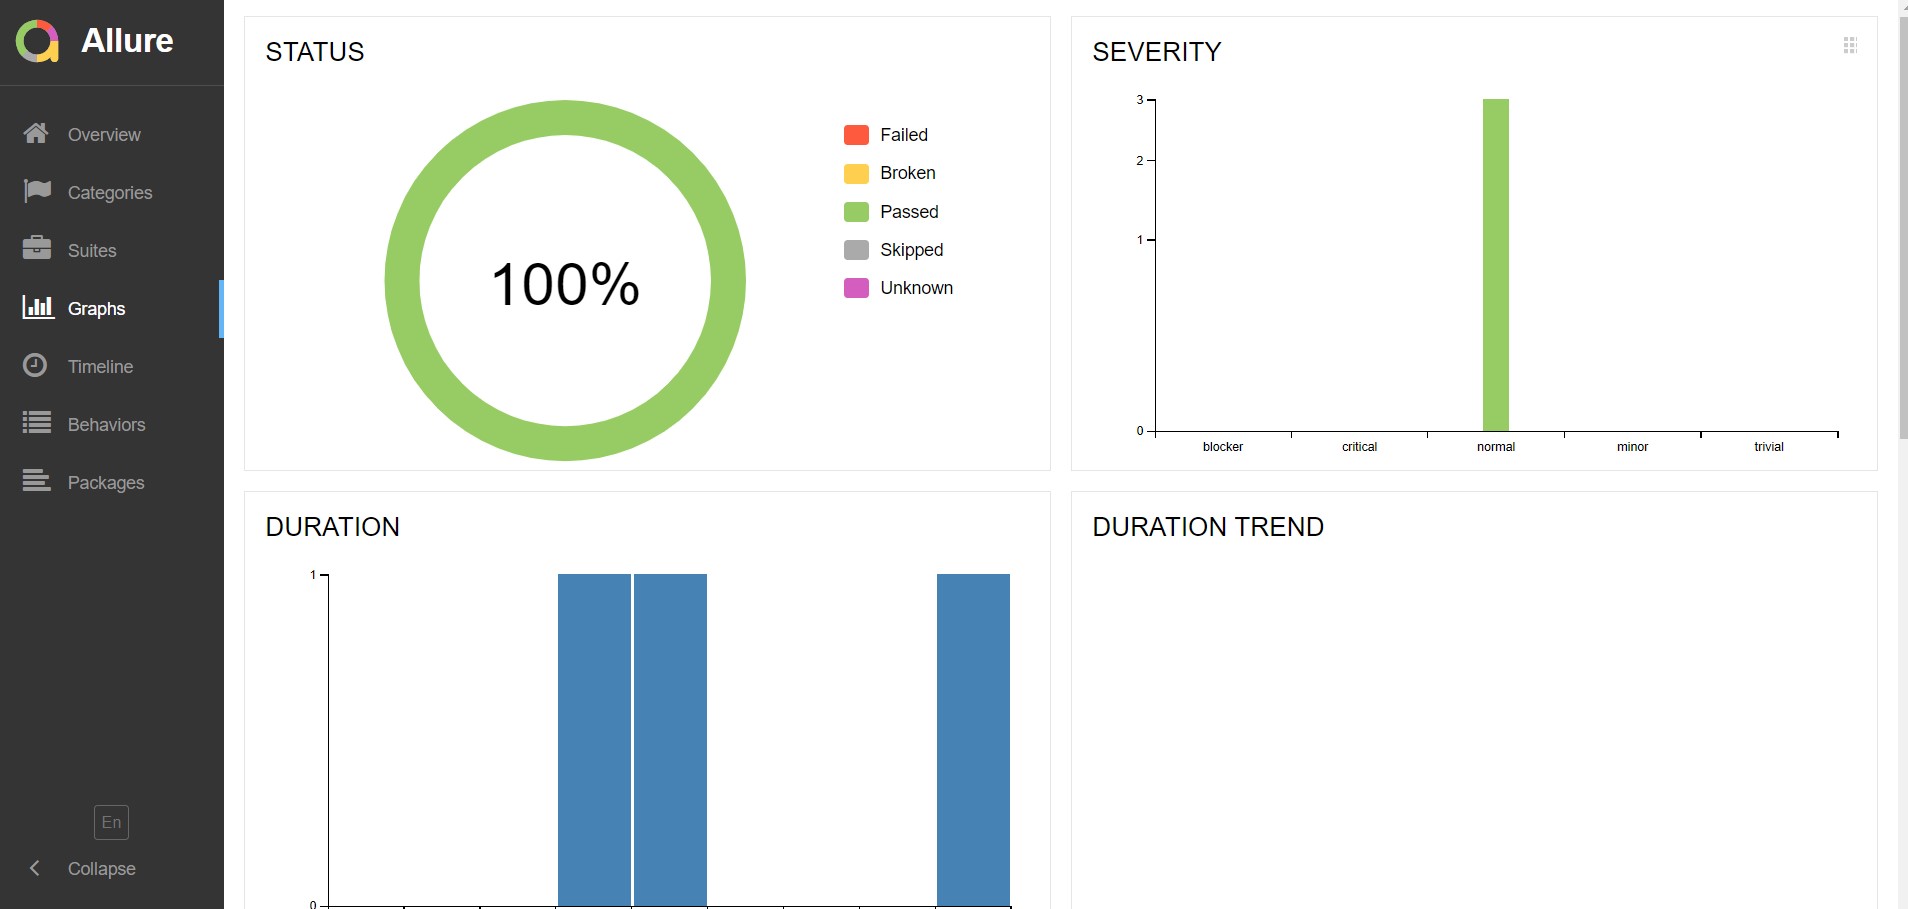 Allure
Overview
Categories
Suites
Graphs
Timeline
Behaviors
Packages
En
Collapse
STATUS
100%
Failed
Broken
Passed
Skipped
Unknown
SEVERITY
3
2
1
0
blocker critical normal minor trivial
DURATION
1
0
DURATION TREND